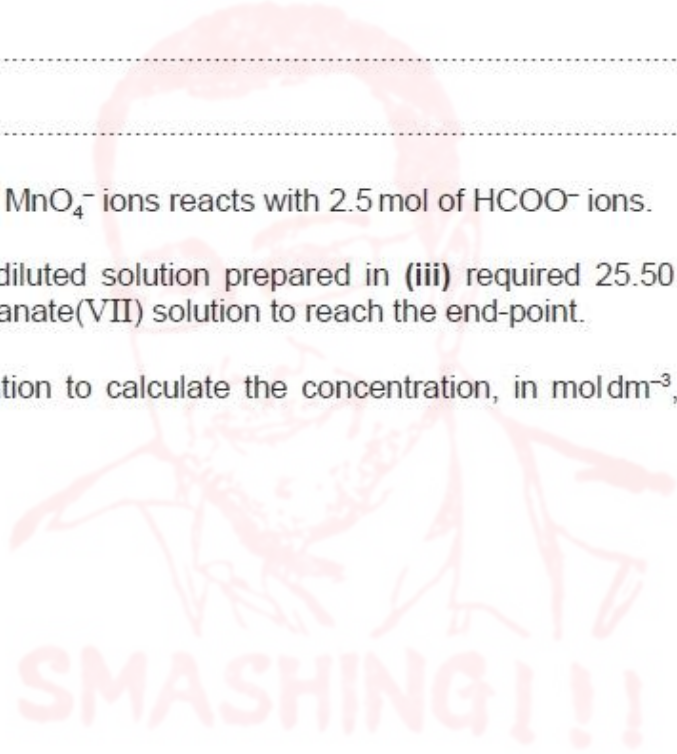 MnO₄⁻ ions reacts with 2.5 mol of HCOO⁻ ions.
diluted solution prepared in (iii) required 25.50
anate(VII) solution to reach the end-point.
tion to calculate the concentration, in mol dm⁻³,
SMASHING!!!